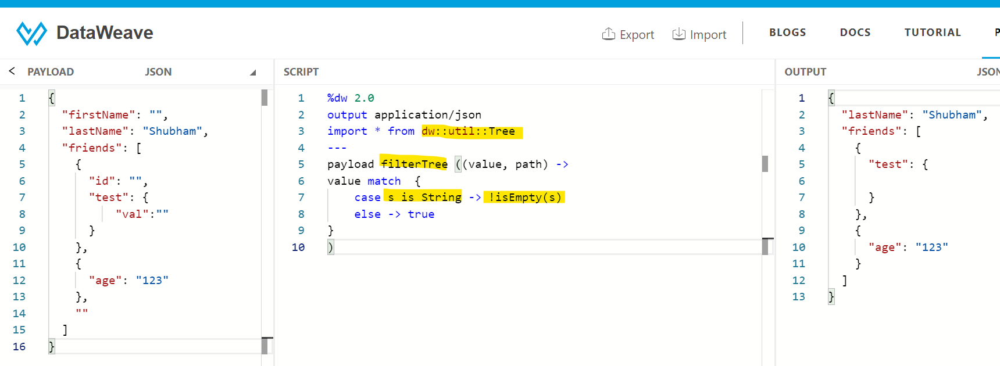 DataWeave
Export Import BLOGS DOCS TUTORIAL P
< PAYLOAD JSON
1 {
2 "firstName": "",
3 "lastName": "Shubham",
4 "friends": [
5 {
6 "id": "",
7 "test": {
8 "val":""
9 }
10 },
11 {
12 "age": "123"
13 },
14 ""
15 ]
16 }
SCRIPT
1 %dw 2.0
2 output application/json
3 import * from dw::util::Tree
4 ---
5 payload filterTree ((value, path) ->
6 value match  {
7 case s is String -> !isEmpty(s)
8 else -> true
9 }
10 )
OUTPUT JSON
1 {
2 "lastName": "Shubham",
3 "friends": [
4 {
5 "test": {
6
7 }
8 },
9 {
10 "age": "123"
11 }
12 ]
13 }